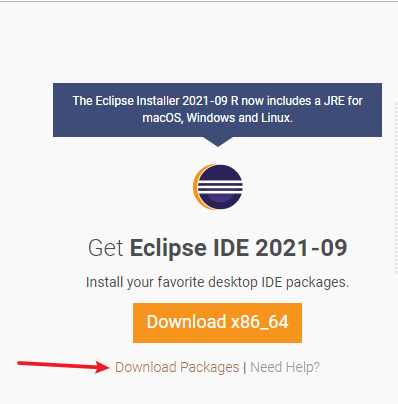 The Eclipse Installer 2021-09 R now includes a JRE for
macOS, Windows and Linux.
Get Eclipse IDE 2021-09
Install your favorite desktop IDE packages.
Download x86_64
Download Packages | Need Help?